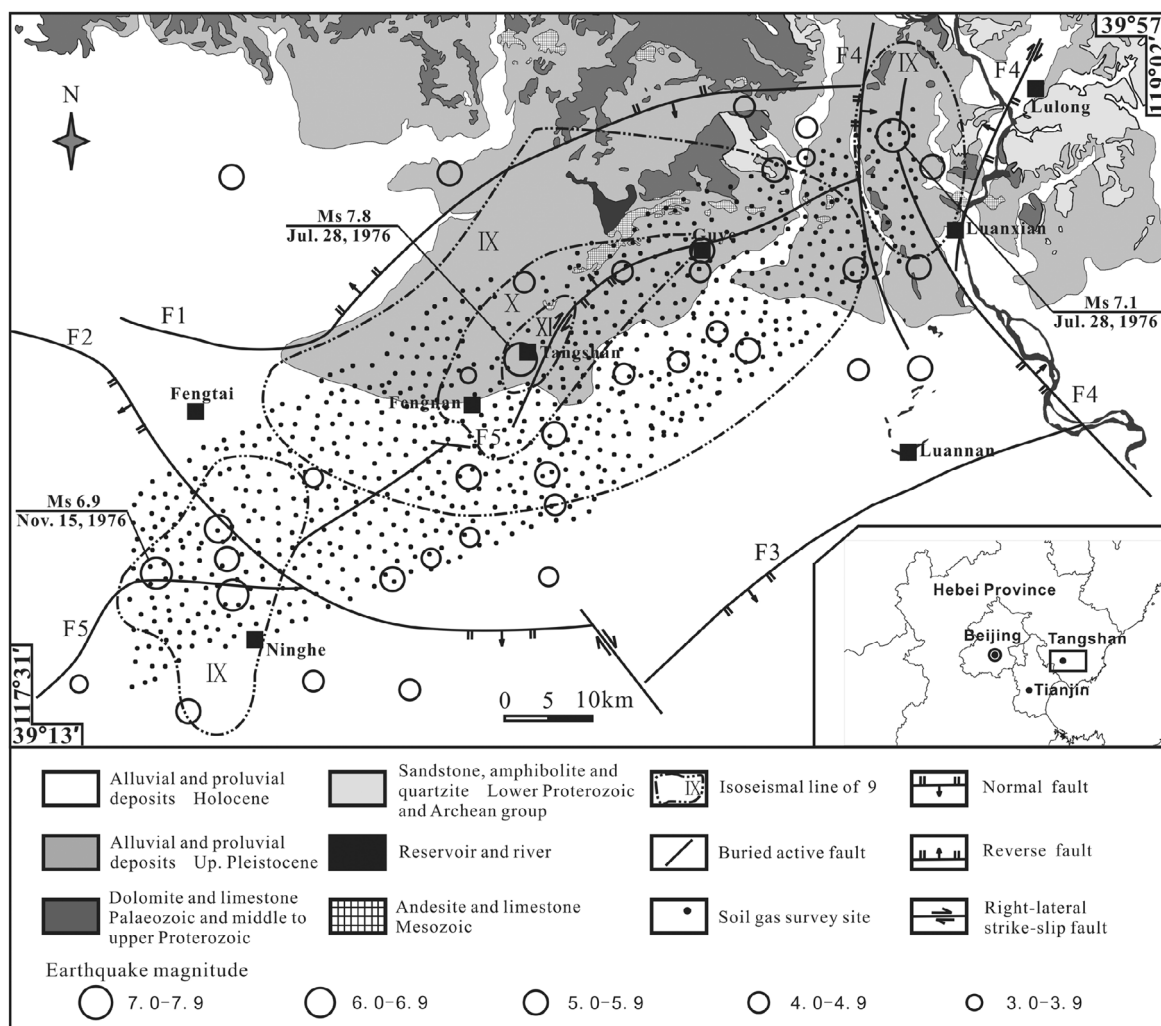 39°57′
119°02′
N
F4
IX
F4
Lulong
Ms 7.8
Jul. 28, 1976
IX
Guye
Luanxian
X
F1
XI
Ms 7.1
Jul. 28, 1976
F2
Tangshan
Fengtai
Fengnan
F4
F5
Luannan
Ms 6.9
Nov. 15, 1976
F3
Hebei Province
F5
Ninghe
Beijing
Tangshan
IX
Tianjin
117°31′
39°13′
0 5 10km
Alluvial and proluvial
deposits Holocene
Sandstone, amphibolite and
quartzite Lower Proterozoic
and Archean group
IX
Isoseismal line of 9
Normal fault
Alluvial and proluvial
deposits Up. Pleistocene
Reservoir and river
Buried active fault
Reverse fault
Dolomite and limestone
Palaeozoic and middle to
upper Proterozoic
Andesite and limestone
Mesozoic
Soil gas survey site
Right-lateral
strike-slip fault
Earthquake magnitude
7.0-7.9
6.0-6.9
5.0-5.9
4.0-4.9
3.0-3.9